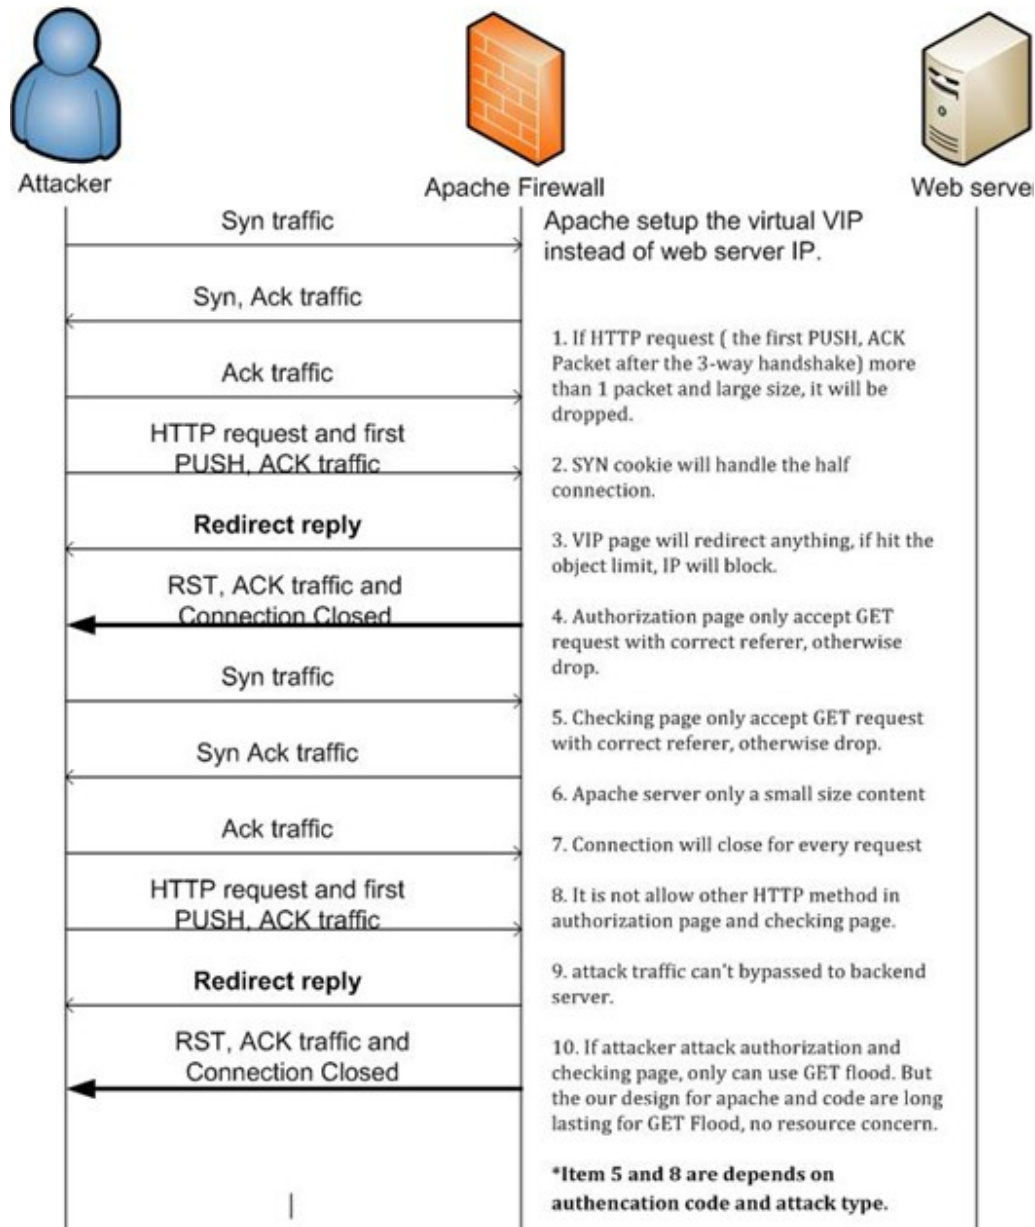 Attacker
Apache Firewall
Web server
Syn traffic
Apache setup the virtual VIP
instead of web server IP.
Syn, Ack traffic
Ack traffic
HTTP request and first
PUSH, ACK traffic
Redirect reply
RST, ACK traffic and
Connection Closed
Syn traffic
Syn Ack traffic
Ack traffic
HTTP request and first
PUSH, ACK traffic
Redirect reply
RST, ACK traffic and
Connection Closed
1. If HTTP request ( the first PUSH, ACK
Packet after the 3-way handshake) more
than 1 packet and large size, it will be
dropped.
2. SYN cookie will handle the half
connection.
3. VIP page will redirect anything, if hit the
object limit, IP will block.
4. Authorization page only accept GET
request with correct referer, otherwise
drop.
5. Checking page only accept GET request
with correct referer, otherwise drop.
6. Apache server only a small size content
7. Connection will close for every request
8. It is not allow other HTTP method in
authorization page and checking page.
9. attack traffic can't bypassed to backend
server.
10. If attacker attack authorization and
checking page, only can use GET flood. But
the our design for apache and code are long
lasting for GET Flood, no resource concern.
*Item 5 and 8 are depends on
authencation code and attack type.